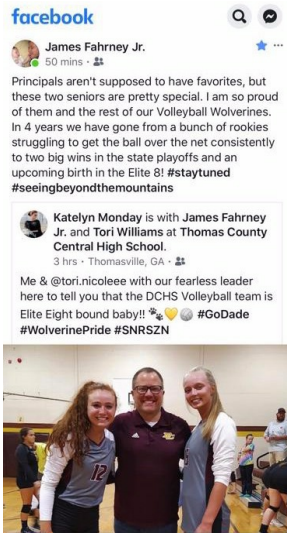 facebook
James Fahrney Jr.
50 mins ·
Principals aren't supposed to have favorites, but
these two seniors are pretty special. I am so proud
of them and the rest of our Volleyball Wolverines.
In 4 years we have gone from a bunch of rookies
struggling to get the ball over the net consistently
to two big wins in the state playoffs and an
upcoming birth in the Elite 8! #staytuned
#seeingbeyondthemountains
Katelyn Monday is with James Fahrney
Jr. and Tori Williams at Thomas County
Central High School.
3 hrs · Thomasville, GA ·
Me & @tori.nicoleee with our fearless leader
here to tell you that the DCHS Volleyball team is
Elite Eight bound baby!! 🐾💛🏐 #GoDade
#WolverinePride #SNRSZN
12